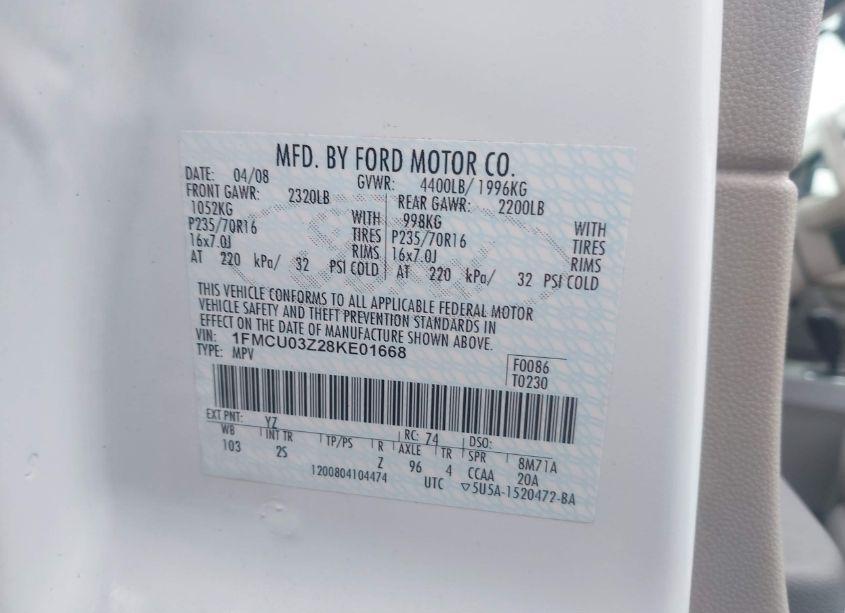 MFD. BY FORD MOTOR CO.
DATE: 04/08 GVWR: 4400LB/ 1996KG
FRONT GAWR: 2320LB REAR GAWR: 2200LB
1052KG WITH 998KG WITH
P235/70R16 TIRES P235/70R16 TIRES
16x7.0J RIMS 16x7.0J RIMS
AT 220 kPa/ 32 PSI COLD AT 220 kPa/ 32 PSI COLD
THIS VEHICLE CONFORMS TO ALL APPLICABLE FEDERAL MOTOR
VEHICLE SAFETY AND THEFT PREVENTION STANDARDS IN
EFFECT ON THE DATE OF MANUFACTURE SHOWN ABOVE.
VIN: 1FMCU03Z28KE01668
TYPE: MPV F0086
T0230
EXT PNT: YZ RC: 74 DSO:
WB INT TR TP/PS R AXLE TR SPR 8M71A
103 2S Z 96 4 CCAA 20A
1200804104474 UTC ▽5U5A-1520472-BA